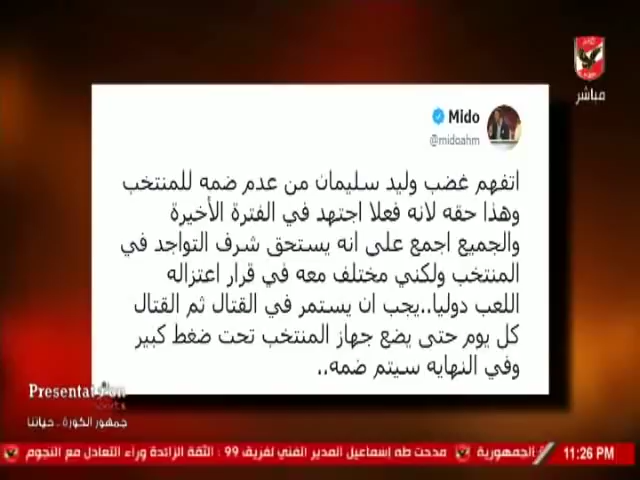 مباشر
Mido
@midoahm
اتفهم غضب وليد سليمان من عدم ضمه للمنتخب
وهذا حقه لانه فعلا اجتهد في الفترة الأخيرة
والجميع اجمع على انه يستحق شرف التواجد في
المنتخب ولكني مختلف معه في قرار اعتزاله
اللعب دوليا..يجب ان يستمر في القتال ثم القتال
كل يوم حتى يضع جهاز المنتخب تحت ضغط كبير
وفي النهايه سيتم ضمه..
Presentation
جمهور الكورة .. حياتنا
الجمهورية مدحت طه إسماعيل المدير الفني لفريق 99 : الثقة الزائدة وراء التعادل مع النجوم
11:26 PM